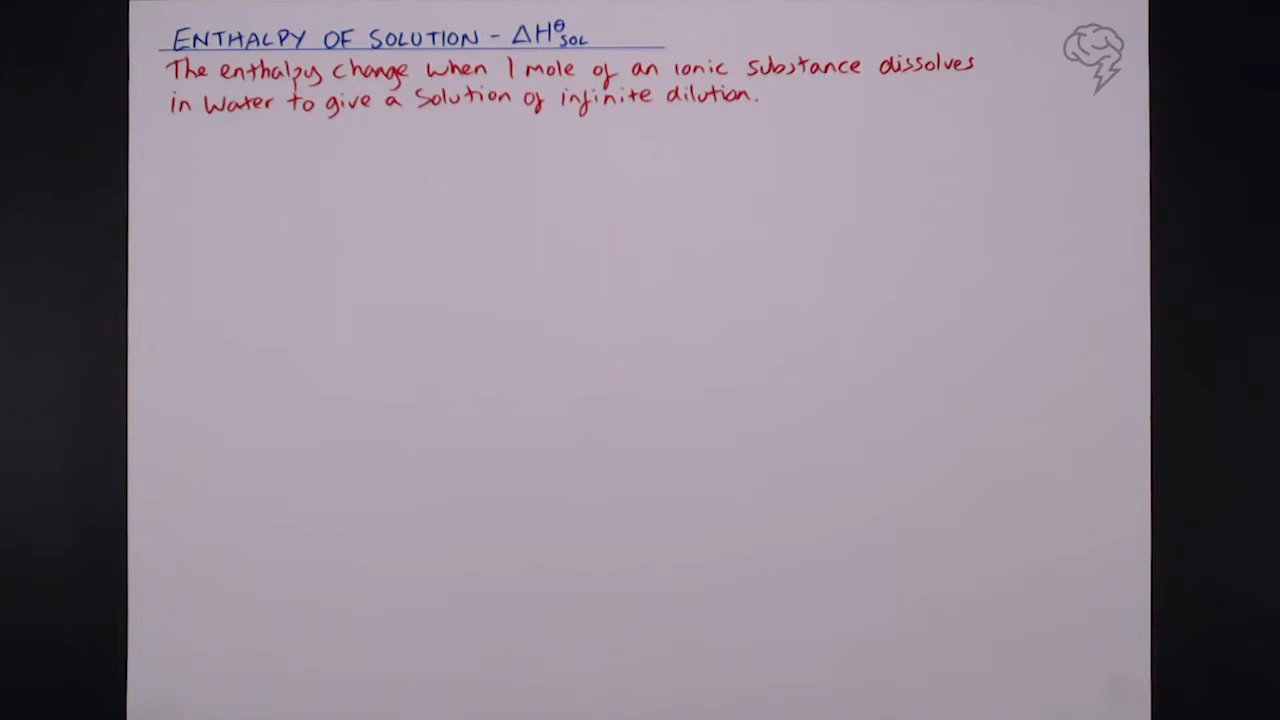 ENTHALPY OF SOLUTION - ΔH°SOL
The enthalpy change when 1 mole of an ionic substance dissolves
in water to give a solution of infinite dilution.